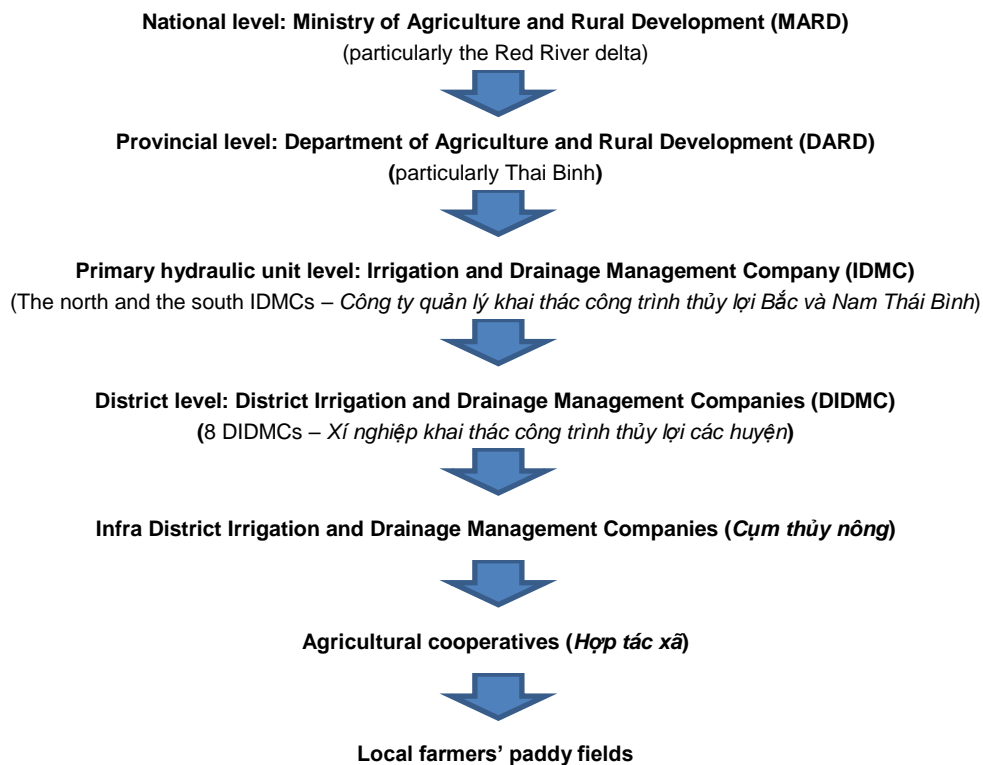 National level: Ministry of Agriculture and Rural Development (MARD)
(particularly the Red River delta)
Provincial level: Department of Agriculture and Rural Development (DARD)
(particularly Thai Binh)
Primary hydraulic unit level: Irrigation and Drainage Management Company (IDMC)
(The north and the south IDMCs – Công ty quản lý khai thác công trình thủy lợi Bắc và Nam Thái Bình)
District level: District Irrigation and Drainage Management Companies (DIDMC)
(8 DIDMCs – Xí nghiệp khai thác công trình thủy lợi các huyện)
Infra District Irrigation and Drainage Management Companies (Cụm thủy nông)
Agricultural cooperatives (Hợp tác xã)
Local farmers’ paddy fields